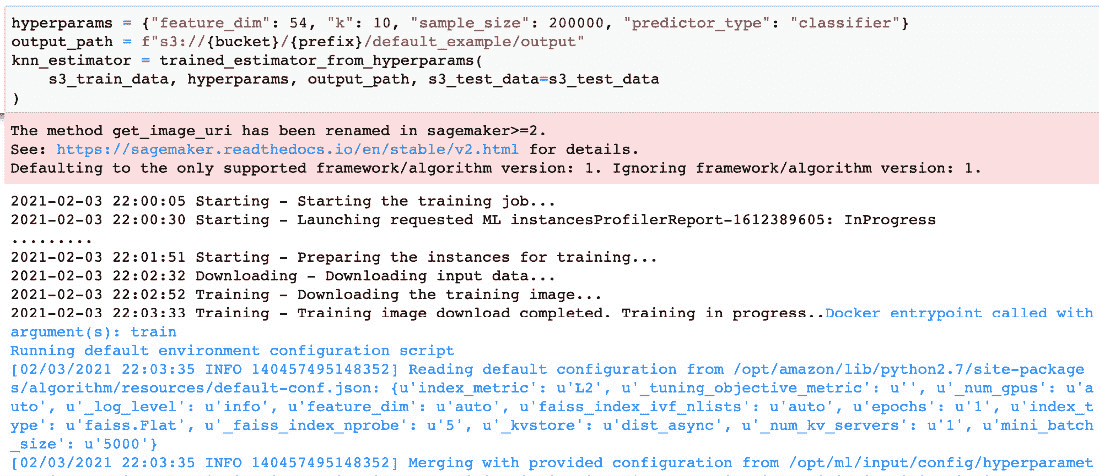 hyperparams = {"feature_dim": 54, "k": 10, "sample_size": 200000, "predictor_type": "classifier"}
output_path = f"s3://{bucket}/{prefix}/default_example/output"
knn_estimator = trained_estimator_from_hyperparams(
    s3_train_data, hyperparams, output_path, s3_test_data=s3_test_data
)
The method get_image_uri has been renamed in sagemaker>=2.
See: https://sagemaker.readthedocs.io/en/stable/v2.html for details.
Defaulting to the only supported framework/algorithm version: 1. Ignoring framework/algorithm version: 1.
2021-02-03 22:00:05 Starting - Starting the training job...
2021-02-03 22:00:30 Starting - Launching requested ML instancesProfilerReport-1612389605: InProgress
.........
2021-02-03 22:01:51 Starting - Preparing the instances for training...
2021-02-03 22:02:32 Downloading - Downloading input data...
2021-02-03 22:02:52 Training - Downloading the training image...
2021-02-03 22:03:33 Training - Training image download completed. Training in progress..Docker entrypoint called with
argument(s): train
Running default environment configuration script
[02/03/2021 22:03:35 INFO 140457495148352] Reading default configuration from /opt/amazon/lib/python2.7/site-package
s/algorithm/resources/default-conf.json: {u'index_metric': u'L2', u'_tuning_objective_metric': u'', u'_num_gpus': u'a
uto', u'_log_level': u'info', u'feature_dim': u'auto', u'faiss_index_ivf_nlists': u'auto', u'epochs': u'1', u'index_t
ype': u'faiss.Flat', u'_faiss_index_nprobe': u'5', u'_kvstore': u'dist_async', u'_num_kv_servers': u'1', u'mini_batch
_size': u'5000'}
[02/03/2021 22:03:35 INFO 140457495148352] Merging with provided configuration from /opt/ml/input/config/hyperparamet